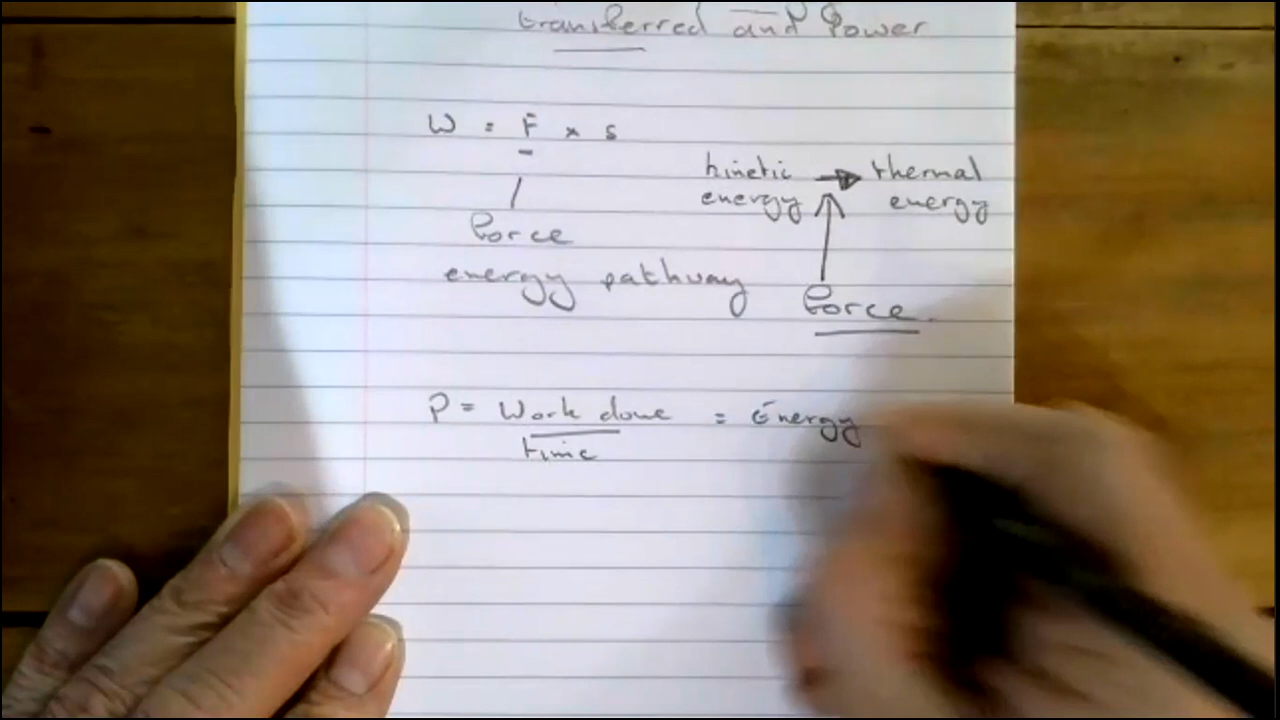 transferred and Power
W = F x s
kinetic → thermal
energy energy
force
energy pathway force.
P = Work done = Energy
time